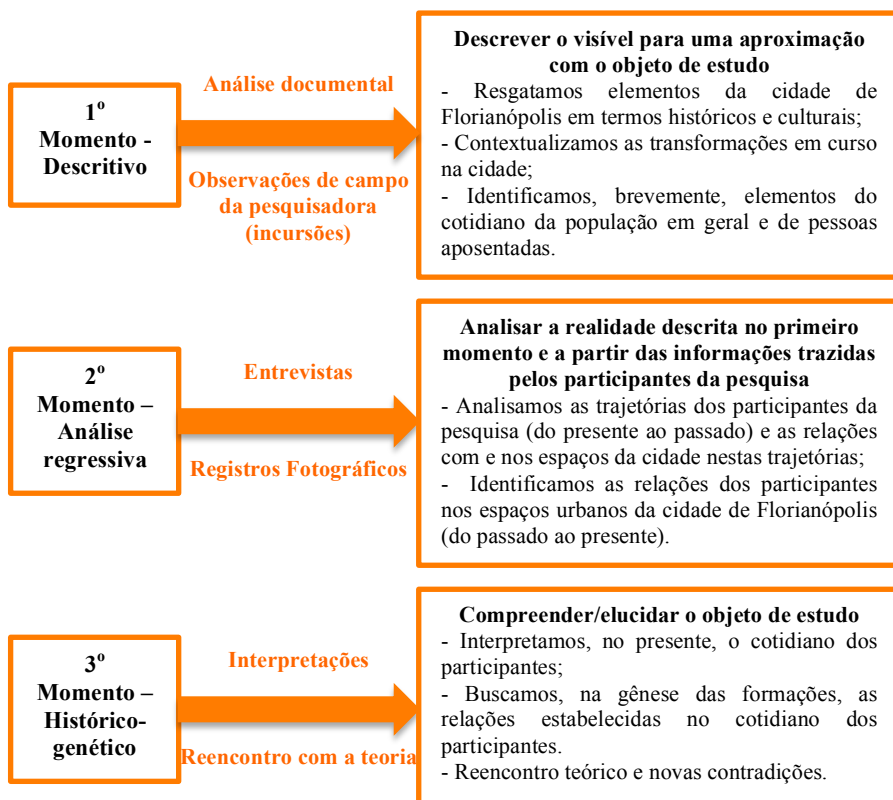 1º
Momento -
Descritivo
Análise documental
Observações de campo
da pesquisadora
(incursões)
Descrever o visível para uma aproximação
com o objeto de estudo
- Resgatamos elementos da cidade de
Florianópolis em termos históricos e culturais;
- Contextualizamos as transformações em curso
na cidade;
- Identificamos, brevemente, elementos do
cotidiano da população em geral e de pessoas
aposentadas.
2º
Momento –
Análise
regressiva
Entrevistas
Registros Fotográficos
Analisar a realidade descrita no primeiro
momento e a partir das informações trazidas
pelos participantes da pesquisa
- Analisamos as trajetórias dos participantes da
pesquisa (do presente ao passado) e as relações
com e nos espaços da cidade nestas trajetórias;
- Identificamos as relações dos participantes
nos espaços urbanos da cidade de Florianópolis
(do passado ao presente).
3º
Momento –
Histórico-
genético
Interpretações
Reencontro com a teoria
Compreender/elucidar o objeto de estudo
- Interpretamos, no presente, o cotidiano dos
participantes;
- Buscamos, na gênese das formações, as
relações estabelecidas no cotidiano dos
participantes.
- Reencontro teórico e novas contradições.